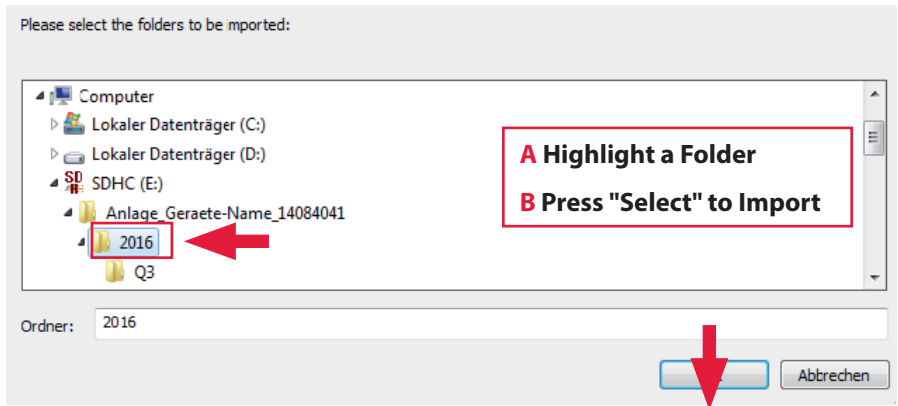 Please select the folders to be imported:
Computer
Lokaler Datenträger (C:)
Lokaler Datenträger (D:)
SDHC (E:)
Anlage_Geraete-Name_14084041
2016
Q3
A Highlight a Folder
B Press "Select" to Import
Ordner: 2016
Abbrechen